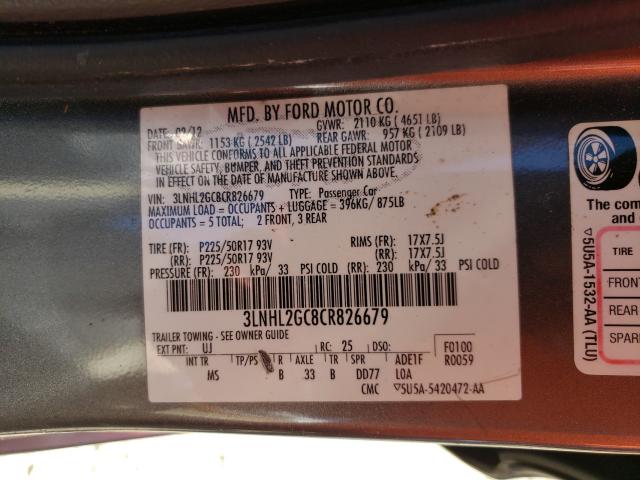 MFD. BY FORD MOTOR CO.
DATE: 02/12 GVWR: 2110 KG ( 4651 LB)
FRONT GAWR: 1153 KG ( 2542 LB) REAR GAWR: 957 KG ( 2109 LB)
THIS VEHICLE CONFORMS TO ALL APPLICABLE FEDERAL MOTOR
VEHICLE SAFETY, BUMPER, AND THEFT PREVENTION STANDARDS
IN EFFECT ON THE DATE OF MANUFACTURE SHOWN ABOVE.
VIN: 3LNHL2GC8CR826679 TYPE: Passenger Car
MAXIMUM LOAD = OCCUPANTS + LUGGAGE = 396KG/ 875LB
OCCUPANTS = 5 TOTAL; 2 FRONT, 3 REAR
TIRE (FR): P225/50R17 93V RIMS (FR): 17X7.5J
(RR): P225/50R17 93V (RR): 17X7.5J
PRESSURE (FR): 230 kPa/ 33 PSI COLD (RR): 230 kPa/ 33 PSI COLD
3LNHL2GC8CR826679
TRAILER TOWING - SEE OWNER GUIDE
EXT PNT: UJ RC: 25 DSO: F0100
INT TR TP/PS R AXLE TR SPR ADE1F R0059
MS B 33 B DD77 L0A
CMC ▽5U5A-5420472-AA
▽5U5A-1532-AA (TLU)
The com
and
TIRE
FRONT
REAR
SPARE